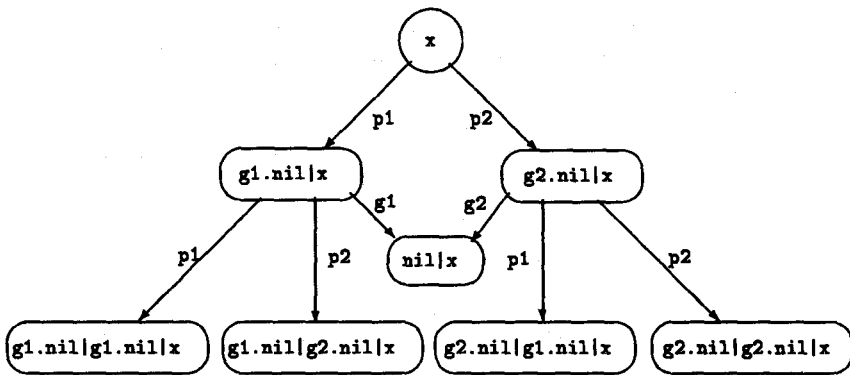 x
p1
p2
g1.nil|x
g2.nil|x
g1
g2
nil|x
p1
p2
p1
p2
g1.nil|g1.nil|x
g1.nil|g2.nil|x
g2.nil|g1.nil|x
g2.nil|g2.nil|x